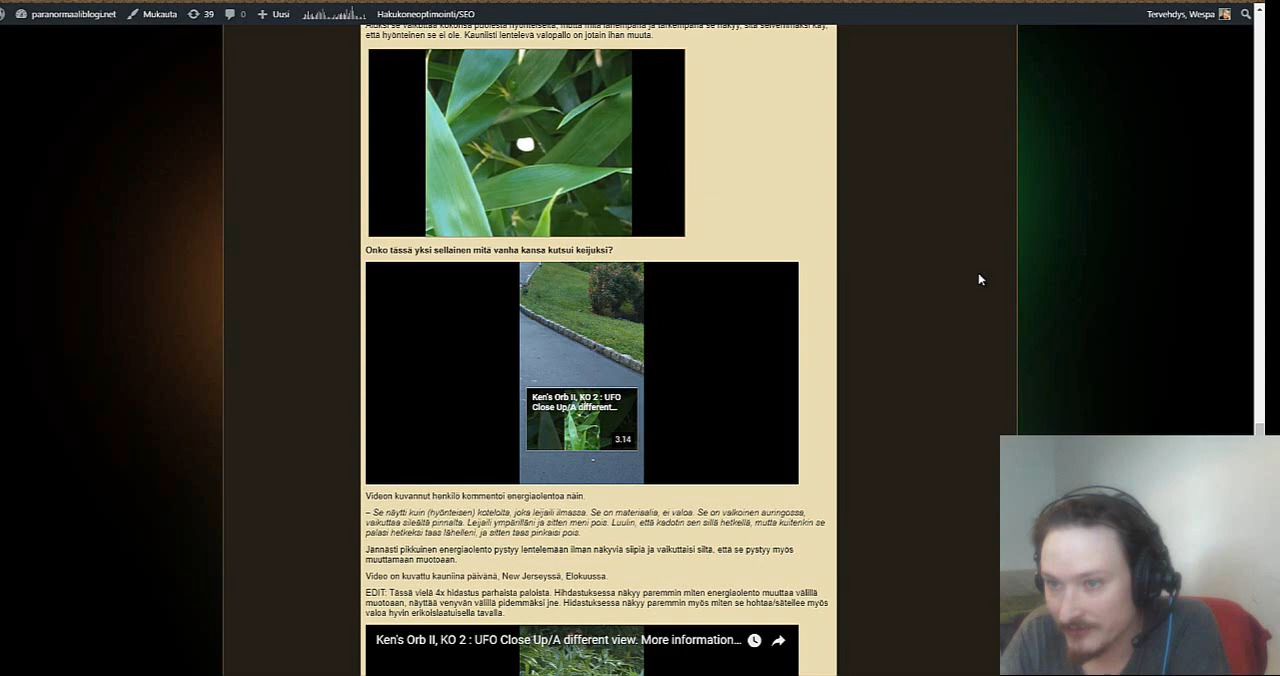 paranormaaliblogi.net Mukauta 39 0 Uusi Hakukoneoptimointi/SEO Tervehdys, Wespa
että hyönteinen se ei ole. Kauniisti lentelevä valopallo on jotain ihan muuta.
Onko tässä yksi sellainen mitä vanha kansa kutsui keijuksi?
Ken's Orb II, KO 2 : UFO
Close Up/A different...
3.14
Videon kuvannut henkilö kommentoi energiaolentoa näin.
– Se näytti kuin (hyönteisen) kotelolta, joka leijaili ilmassa. Se on materiaalia, ei valoa. Se on valkoinen auringossa,
vaikuttaa sileältä pinnalta. Leijaili ympärilläni ja sitten meni pois. Luulin, että kadotin sen sillä hetkellä, mutta kuitenkin se
palasi hetkeksi taas lähelleni, ja sitten taas pinkaisi pois.
Jännästi pikkuinen energiaolento pystyy lentelemään ilman näkyviä siipiä ja vaikuttaisi siltä, että se pystyy myös
muuttamaan muotoaan.
Video on kuvattu kauniina päivänä, New Jerseyssä, Elokuussa.
EDIT: Tässä vielä 4x hidastus parhaista paloista. Hihdastuksessa näkyy paremmin miten energiaolento muuttaa välillä
muotoaan, näyttää venyvän välillä pidemmäksi jne. Hidastuksessa näkyy paremmin myös miten se hohtaa/säteilee myös
valoa hyvin erikoislaatuisella tavalla.
Ken's Orb II, KO 2 : UFO Close Up/A different view. More information...